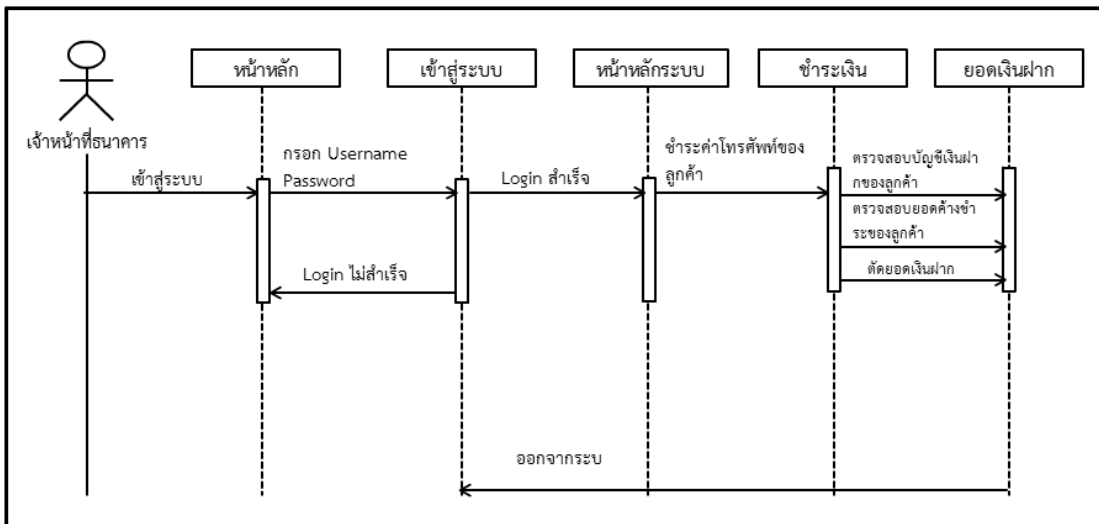 หน้าหลัก
เข้าสู่ระบบ
หน้าหลักระบบ
ชำระเงิน
ยอดเงินฝาก
เจ้าหน้าที่ธนาคาร
เข้าสู่ระบบ
กรอก Username
Password
Login สำเร็จ
ชำระค่าโทรศัพท์ของ
ลูกค้า
ตรวจสอบบัญชีเงินฝา
กของลูกค้า
ตรวจสอบยอดค้างชำ
ระของลูกค้า
ตัดยอดเงินฝาก
Login ไม่สำเร็จ
ออกจากระบ